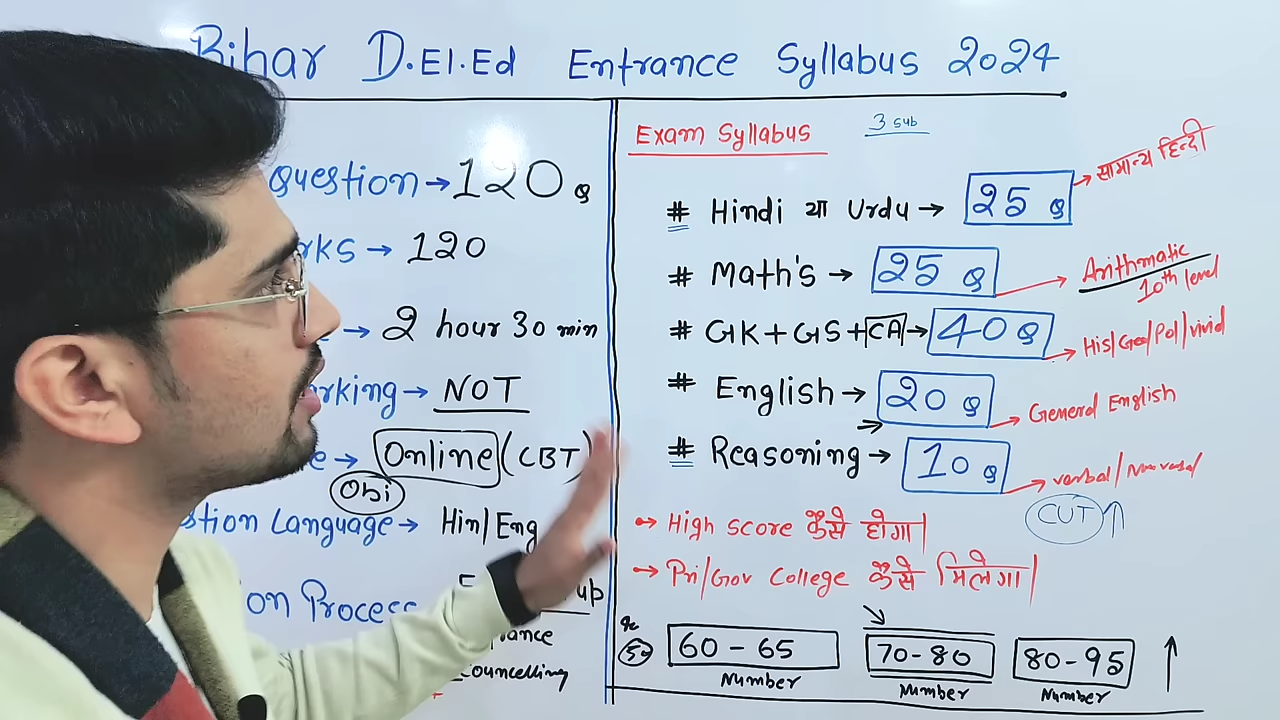 Bihar D.El.Ed Entrance Syllabus 2024
question → 120 Q
rks → 120
→ 2 hour 30 min
rking → NOT
e → Online (CBT)
Obj
stion Language → Hin/Eng
on Process
ance
Councelling
Exam Syllabus 3 sub
# Hindi या Urdu → 25 Q → सामान्य हिन्दी
# Math's → 25 Q → Arithmatic
10th level
# GK + GS + CA → 40 Q → His/Geo/Pol/vivid
# English → 20 Q → General English
# Reasoning → 10 Q → verbal/
CUT ↑
→ High score कैसे होगा|
→ Pri/Gov College कैसे मिलेगा|
60 - 65 70 - 80 80 - 95 ↑
Number Number Number